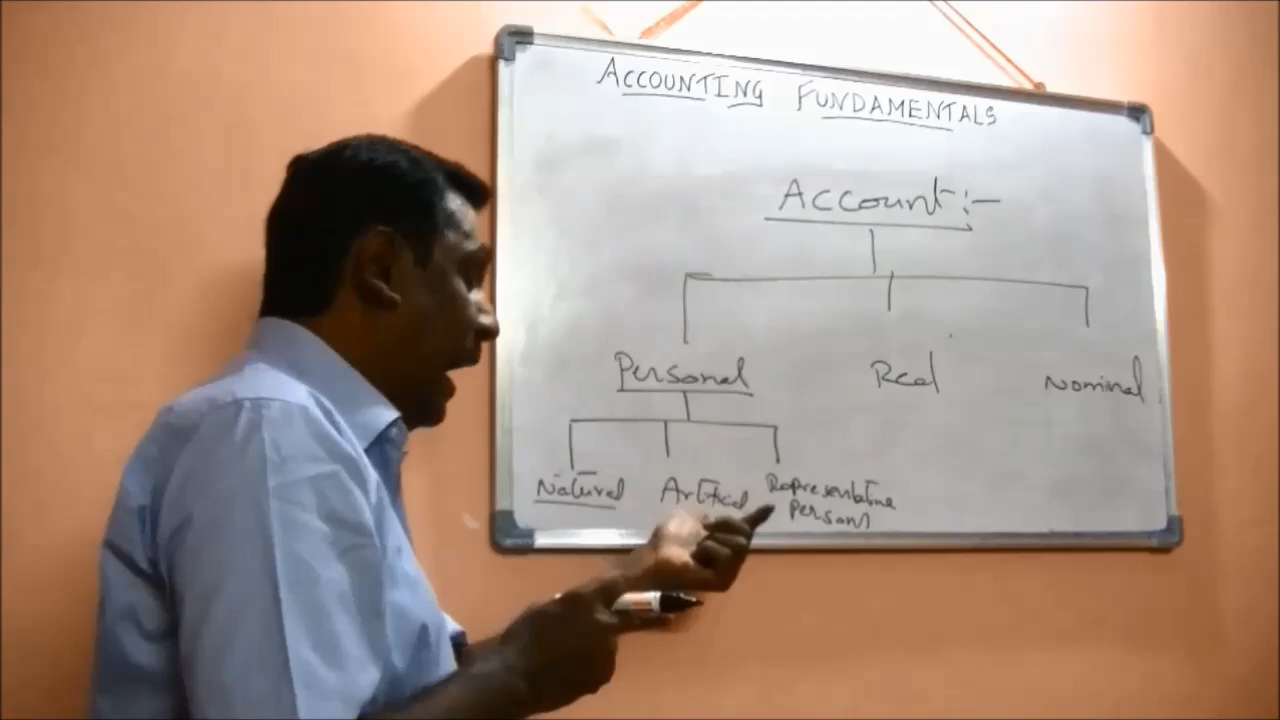 ACCOUNTING FUNDAMENTALS
Account :-
Personal Real Nominal
Natural Artificial Representative
Persons